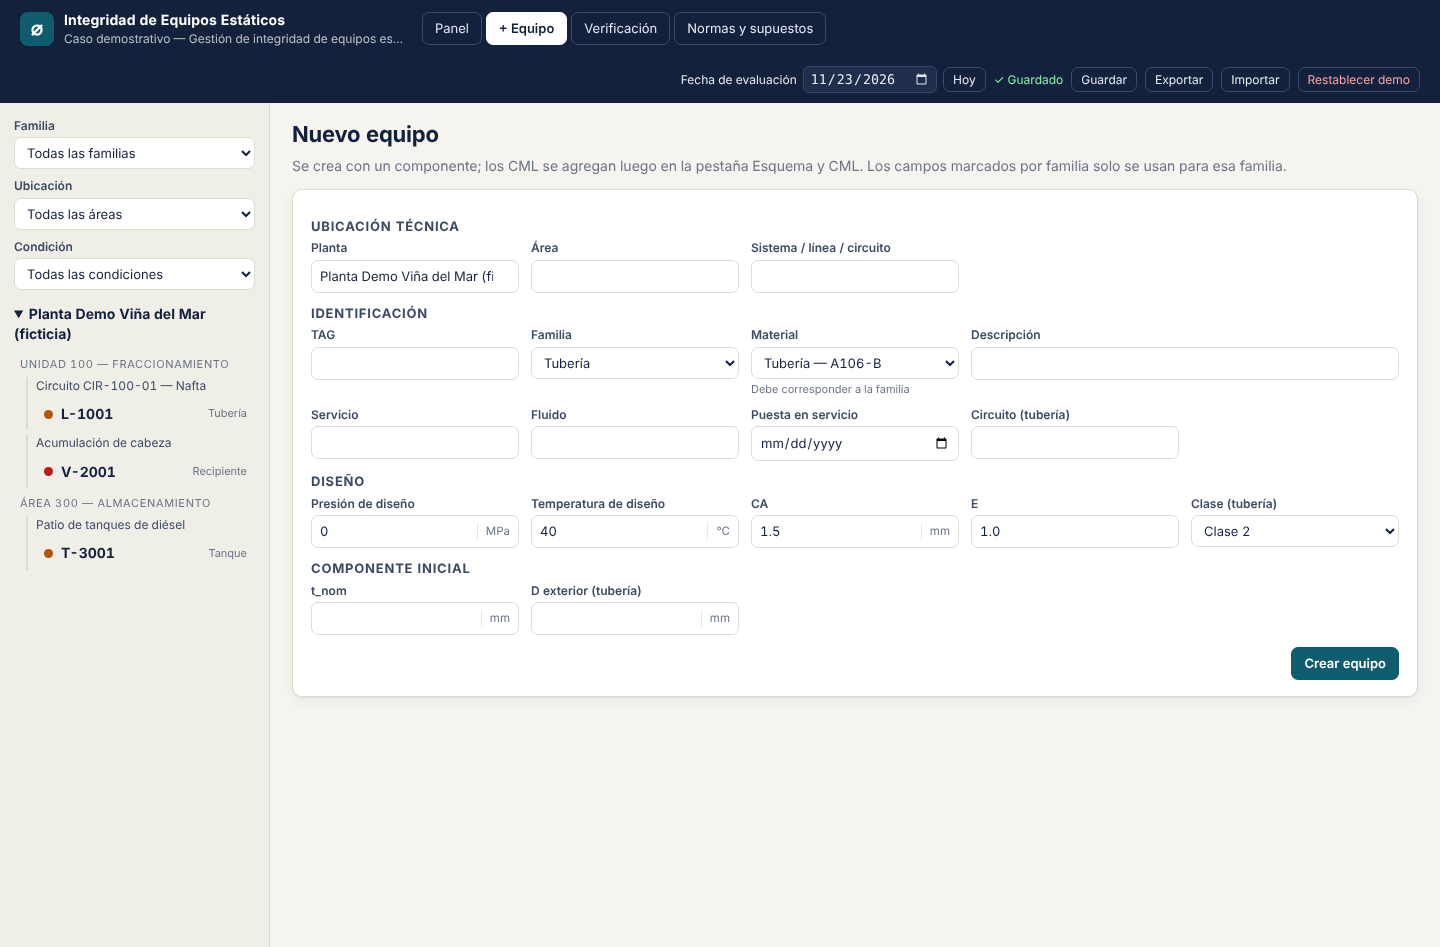 Integridad de Equipos Estáticos
Caso demostrativo — Gestión de integridad de equipos es...
Panel
+ Equipo
Verificación
Normas y supuestos
Fecha de evaluación
11/23/2026
Hoy
✓ Guardado
Guardar
Exportar
Importar
Restablecer demo
Familia
Todas las familias
Ubicación
Todas las áreas
Condición
Todas las condiciones
Planta Demo Viña del Mar
(ficticia)
UNIDAD 100 — FRACCIONAMIENTO
Circuito CIR-100-01 — Nafta
L-1001 Tubería
Acumulación de cabeza
V-2001 Recipiente
ÁREA 300 — ALMACENAMIENTO
Patio de tanques de diésel
T-3001 Tanque
Nuevo equipo
Se crea con un componente; los CML se agregan luego en la pestaña Esquema y CML. Los campos marcados por familia solo se usan para esa familia.
UBICACIÓN TÉCNICA
Planta Área Sistema / línea / circuito
Planta Demo Viña del Mar (fi
IDENTIFICACIÓN
TAG Familia Material Descripción
Tubería Tubería — A106-B
Debe corresponder a la familia
Servicio Fluido Puesta en servicio Circuito (tubería)
mm/dd/yyyy
DISEÑO
Presión de diseño Temperatura de diseño CA E Clase (tubería)
0 MPa 40 °C 1.5 mm 1.0 Clase 2
COMPONENTE INICIAL
t_nom D exterior (tubería)
mm mm
Crear equipo